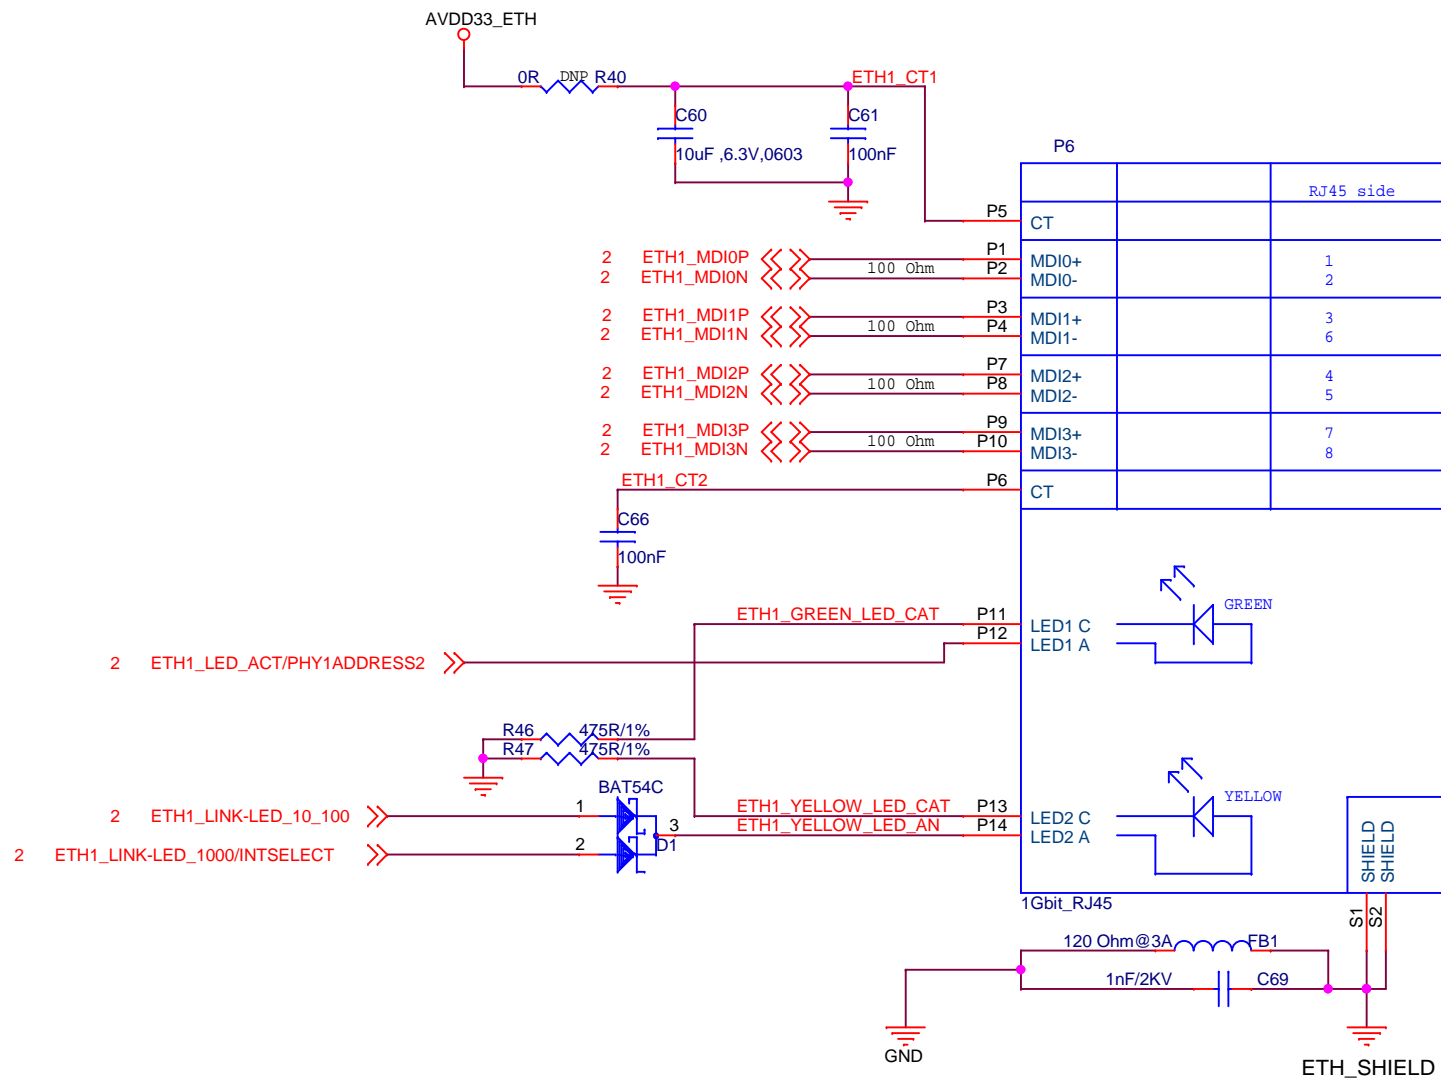 AVDD33_ETH
0R DNP R40
ETH1_CT1
C60
10uF ,6.3V,0603
C61
100nF
P6
RJ45 side
P5 CT
2 ETH1_MDI0P P1 MDI0+ 1
100 Ohm
2 ETH1_MDI0N P2 MDI0- 2
2 ETH1_MDI1P P3 MDI1+ 3
100 Ohm
2 ETH1_MDI1N P4 MDI1- 6
2 ETH1_MDI2P P7 MDI2+ 4
100 Ohm
2 ETH1_MDI2N P8 MDI2- 5
2 ETH1_MDI3P P9 MDI3+ 7
100 Ohm
2 ETH1_MDI3N P10 MDI3- 8
ETH1_CT2 P6 CT
C66
100nF
GREEN
ETH1_GREEN_LED_CAT P11 LED1 C
P12 LED1 A
2 ETH1_LED_ACT/PHY1ADDRESS2
R46 475R/1%
R47 475R/1%
BAT54C
YELLOW
2 ETH1_LINK-LED_10_100 1
ETH1_YELLOW_LED_CAT P13 LED2 C
3 ETH1_YELLOW_LED_AN P14 LED2 A
D1
2 ETH1_LINK-LED_1000/INTSELECT 2
SHIELD
SHIELD
1Gbit_RJ45
S1
S2
120 Ohm@3A FB1
1nF/2KV C69
GND
ETH_SHIELD